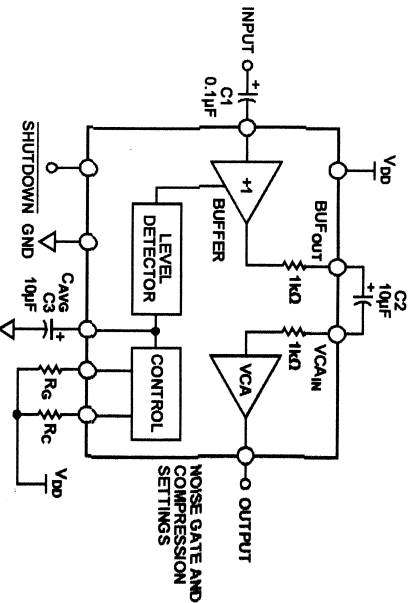 VDD
BUFOUT
C2
10µF
+
VCAIN
INPUT
+
C1
0.1µF
+1
BUFFER
1kΩ
1kΩ
VCA
OUTPUT
LEVEL
DETECTOR
CONTROL
NOISE GATE AND
COMPRESSION
SETTINGS
SHUTDOWN
GND
CAVG
C3
10µF
+
RG
RC
VDD